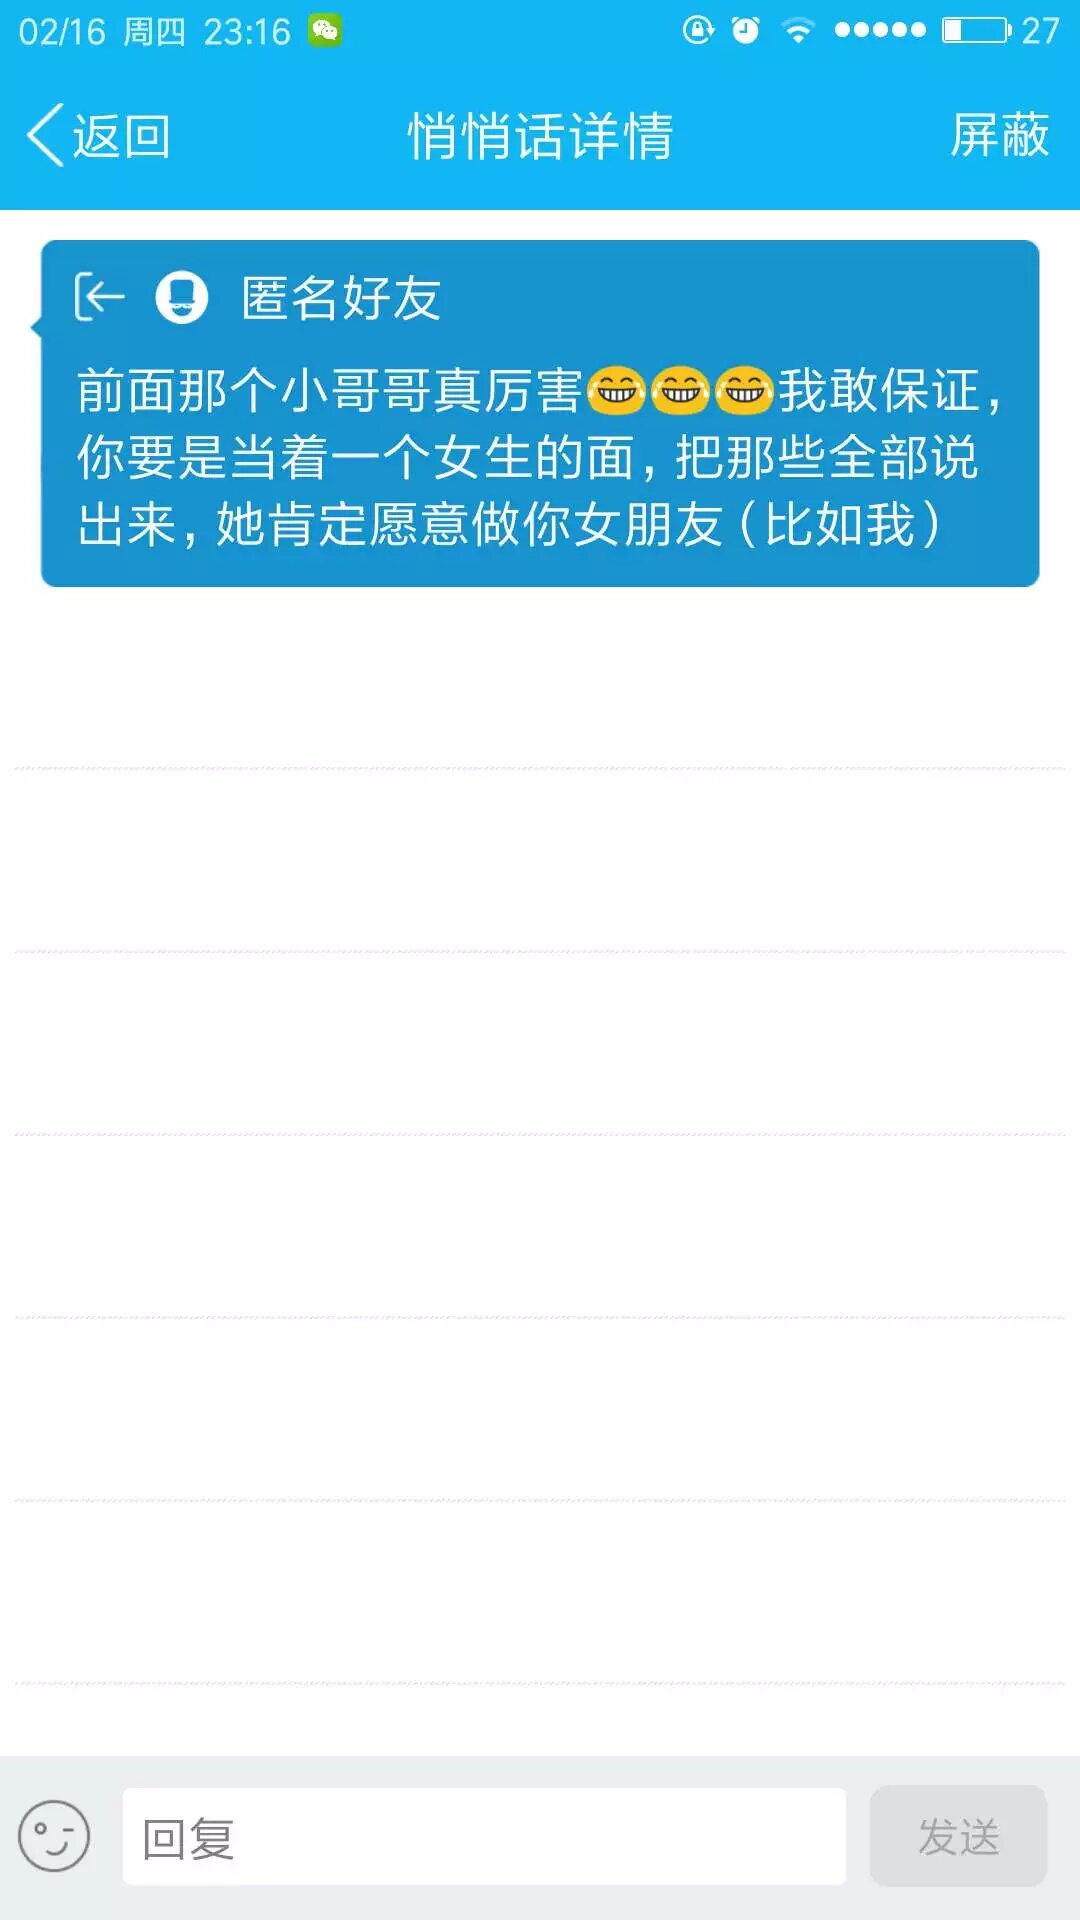 02/16 周四 23:16 27
返回 悄悄话详情 屏蔽
匿名好友
前面那个小哥哥真厉害😂😂😂我敢保证，
你要是当着一个女生的面，把那些全部说
出来，她肯定愿意做你女朋友（比如我）
回复 发送